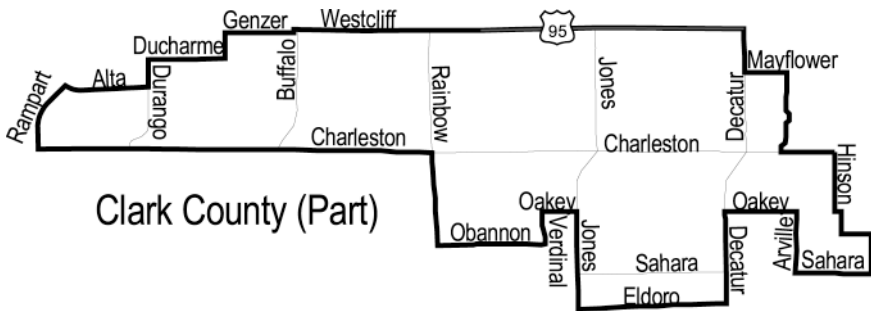 Genzer
Westcliff
95
Ducharme
Mayflower
Alta
Rampart
Durango
Buffalo
Rainbow
Jones
Decatur
Charleston
Charleston
Hinson
Clark County (Part)
Oakey
Oakey
Obannon
Verdinal
Jones
Decatur
Arville
Sahara
Sahara
Eldoro